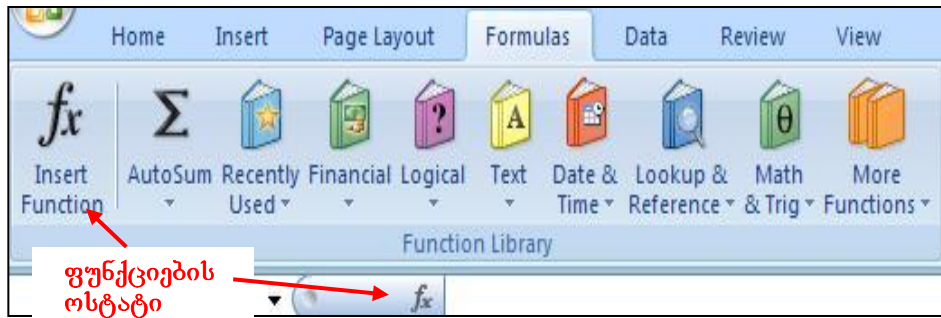 Home Insert Page Layout Formulas Data Review View
fx Σ ? A θ
Insert Function AutoSum Recently Used Financial Logical Text Date & Time Lookup & Reference Math & Trig More Functions
Function Library
ფუნქციების
ოსტატი
fx